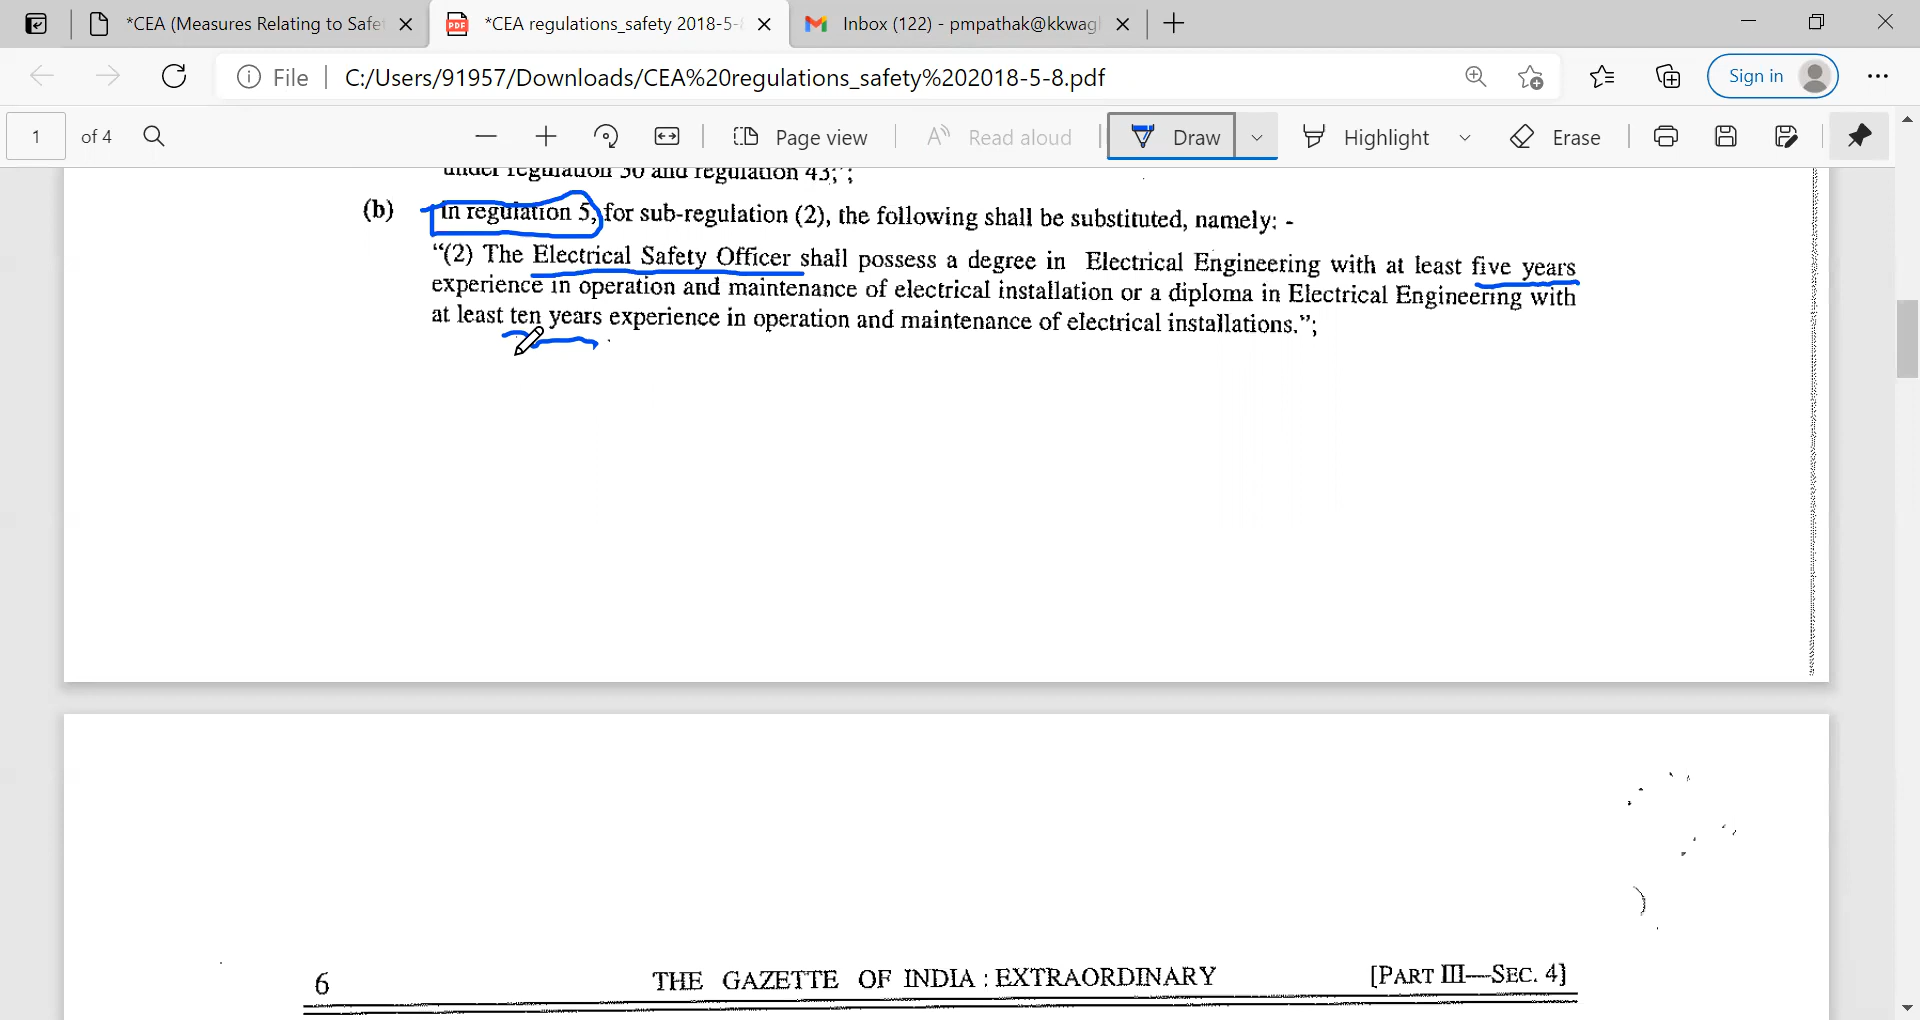 *CEA (Measures Relating to Safet
*CEA regulations_safety 2018-5-8
Inbox (122) - pmpathak@kkwagh
File
C:/Users/91957/Downloads/CEA%20regulations_safety%202018-5-8.pdf
Sign in
1 of 4
Page view
Read aloud
Draw
Highlight
Erase
under regulation 30 and regulation 43;”;
(b) In regulation 5, for sub-regulation (2), the following shall be substituted, namely: -
“(2) The Electrical Safety Officer shall possess a degree in Electrical Engineering with at least five years
experience in operation and maintenance of electrical installation or a diploma in Electrical Engineering with
at least ten years experience in operation and maintenance of electrical installations.”;
6 THE GAZETTE OF INDIA : EXTRAORDINARY [PART III—SEC. 4]